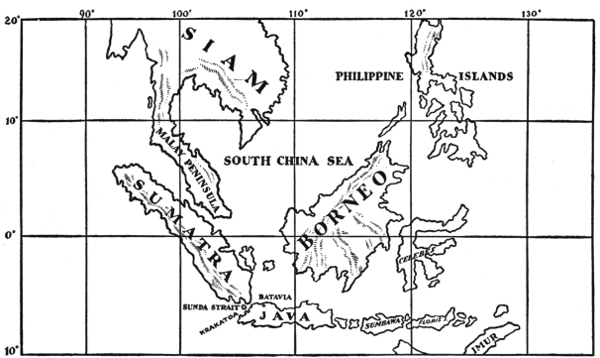 90° 100° 110° 120° 130°
20°
SIAM
PHILIPPINE ISLANDS
10°
MALAY PENINSULA
SOUTH CHINA SEA
SUMATRA
BORNEO
0°
CELEBES
SUNDA STRAIT
BATAVIA
KRAKATOA
JAVA
SUMBAWA
FLORES
TIMUR
10°